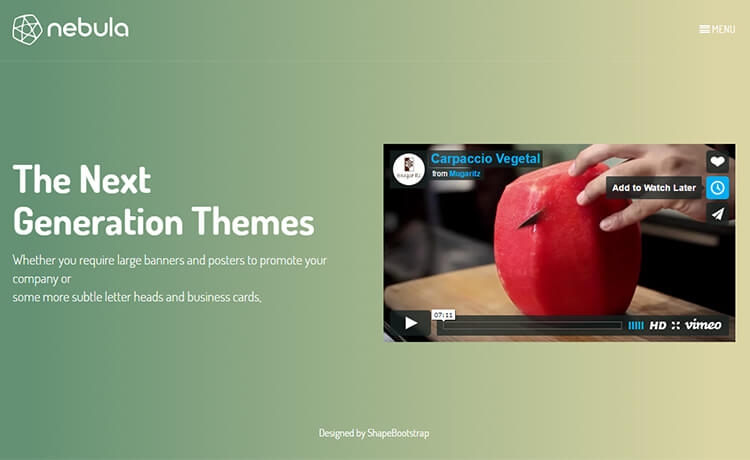 nebula
MENU
The Next
Generation Themes
Whether you require large banners and posters to promote your
company or
some more subtle letter heads and business cards,
Carpaccio Vegetal
from Mugaritz
Add to Watch Later
07:11
HD
vimeo
Designed by ShapeBootstrap